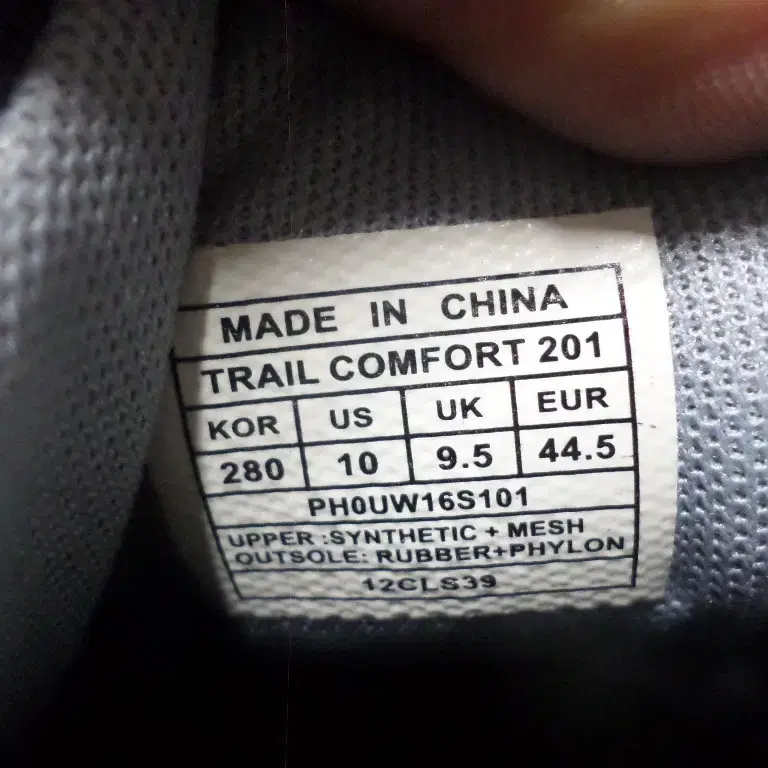 MADE IN CHINA
TRAIL COMFORT 201
KOR US UK EUR
280 10 9.5 44.5
PH0UW16S101
UPPER :SYNTHETIC + MESH
OUTSOLE: RUBBER+PHYLON
12CLS39